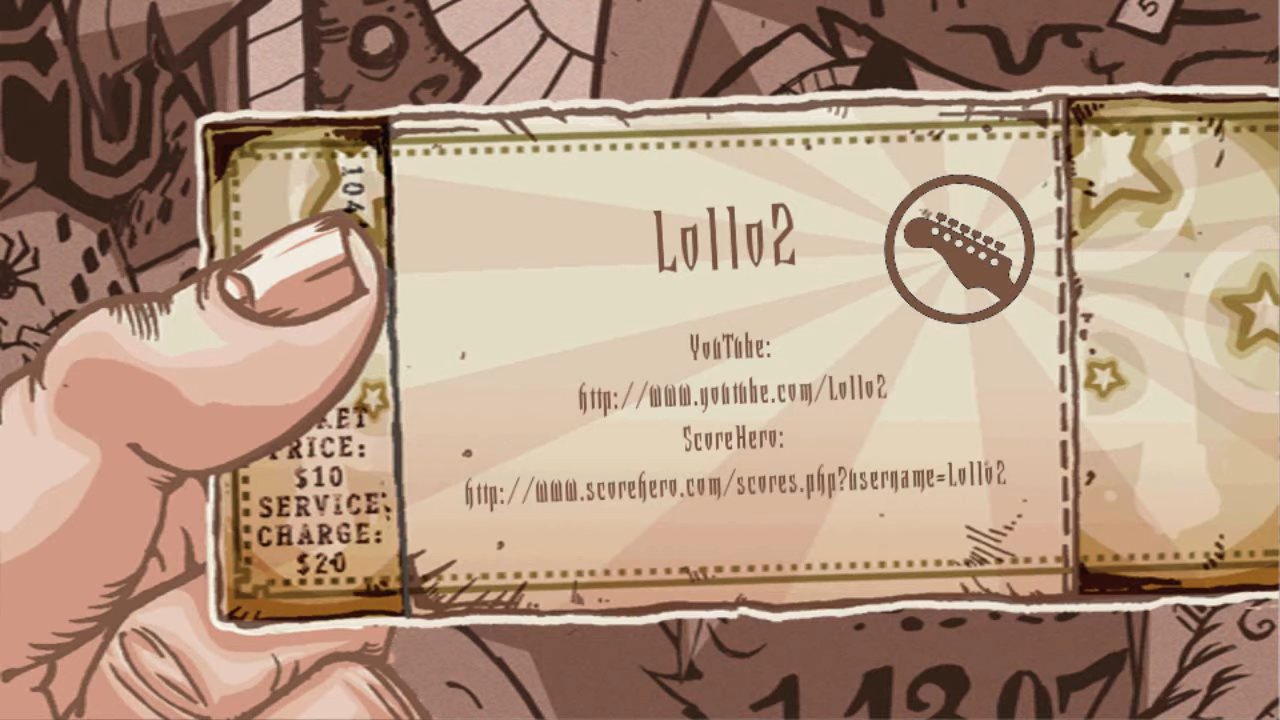 5
104
Lollo2
YouTube:
http://www.youtube.com/Lollo2
ScoreHero:
http://www.scorehero.com/scores.php?username=Lollo2
PRICE:
$10
SERVICE
CHARGE:
$20